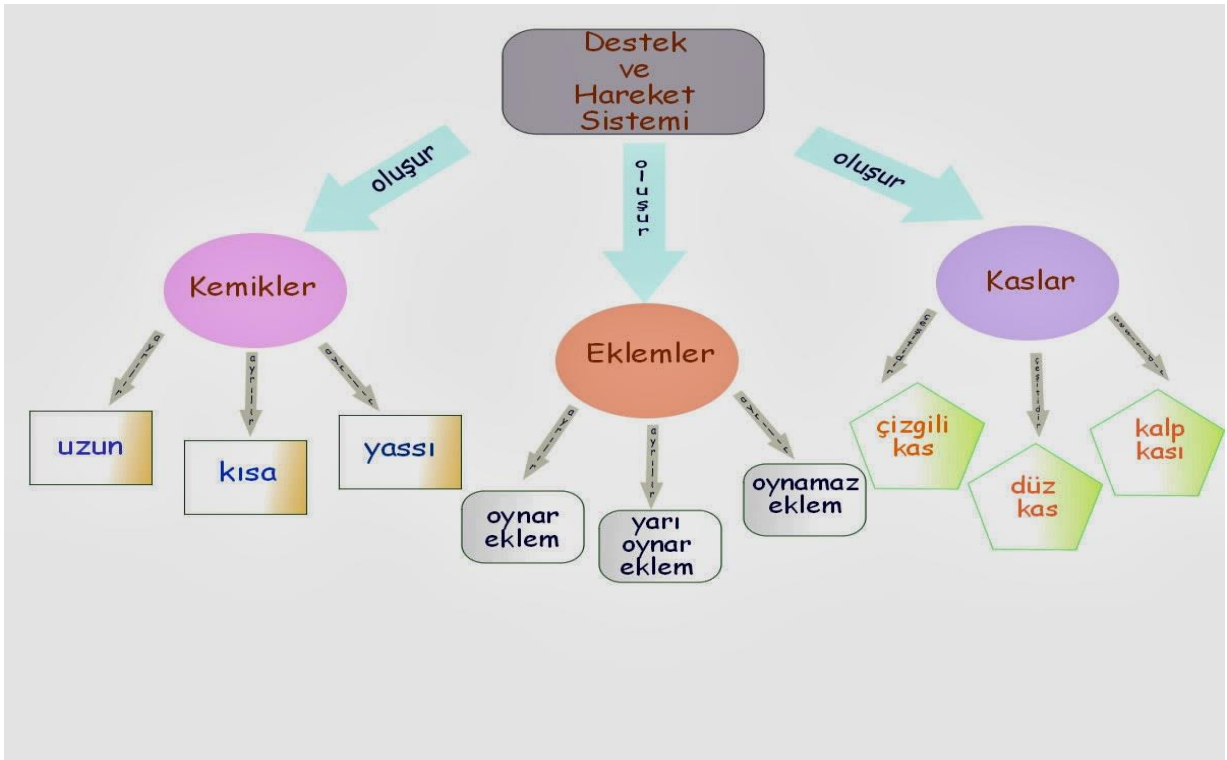 Destek
ve
Hareket
Sistemi
oluşur
oluşur
oluşur
Kemikler
Eklemler
Kaslar
ayrılır
ayrılır
ayrılır
ayrılır
çeşitidir
uzun
kısa
yassı
oynar
eklem
yarı
oynar
eklem
oynamaz
eklem
çizgili
kas
düz
kas
kalp
kası